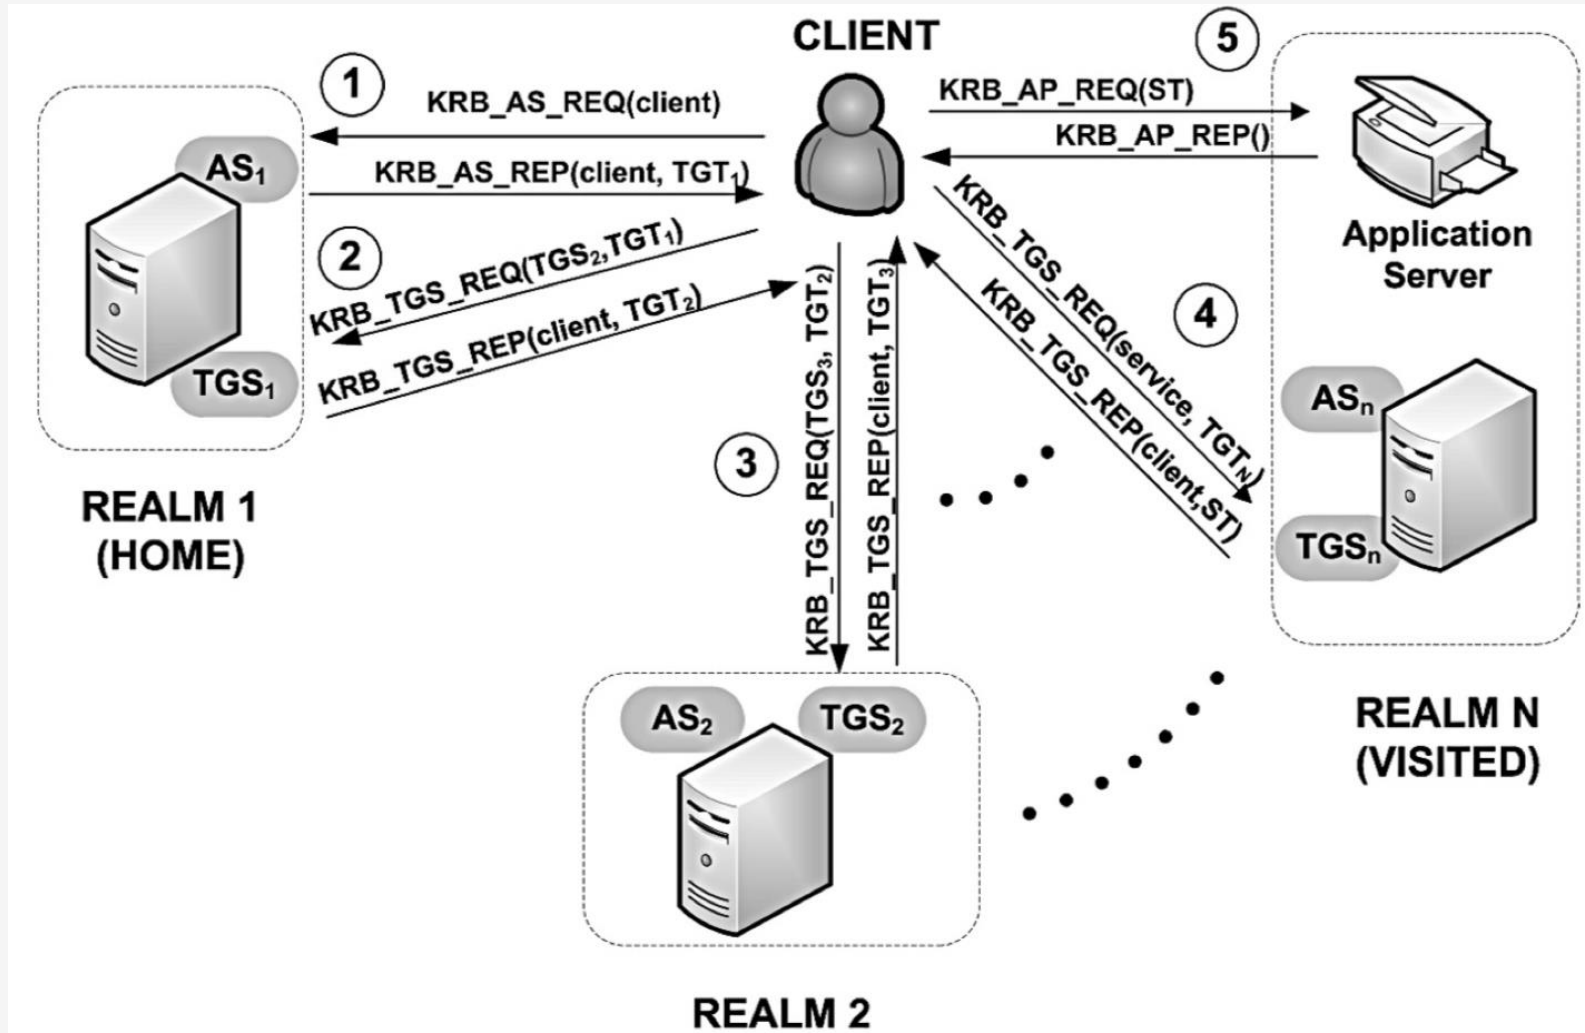 CLIENT
1
KRB_AS_REQ(client)
KRB_AS_REP(client, TGT₁)
AS₁
TGS₁
REALM 1
(HOME)
2
KRB_TGS_REQ(TGS₂,TGT₁)
KRB_TGS_REP(client, TGT₂)
3
KRB_TGS_REQ(TGS₃, TGT₂)
KRB_TGS_REP(client, TGT₃)
AS₂
TGS₂
REALM 2
4
KRB_TGS_REQ(service, TGT_N)
KRB_TGS_REP(client,ST)
5
KRB_AP_REQ(ST)
KRB_AP_REP()
Application
Server
ASₙ
TGSₙ
REALM N
(VISITED)